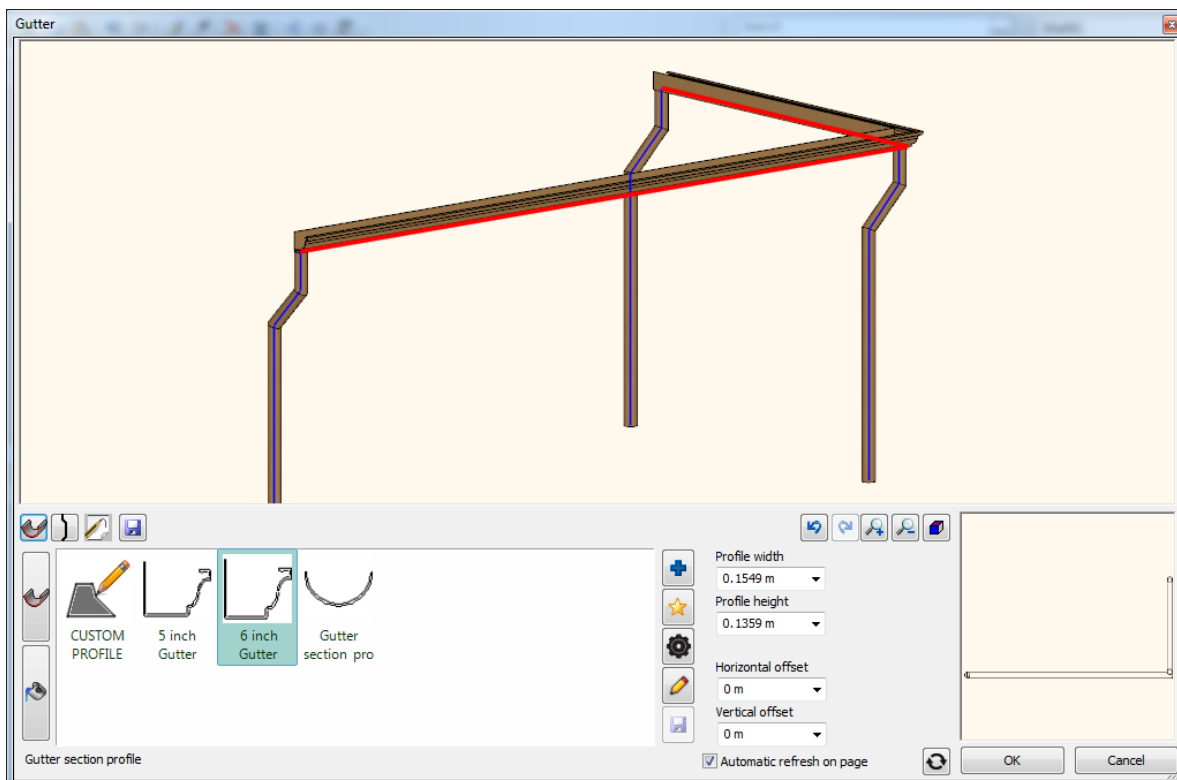 Gutter
CUSTOM
PROFILE
5 inch
Gutter
6 inch
Gutter
Gutter
section pro
Profile width
0.1549 m
Profile height
0.1359 m
Horizontal offset
0 m
Vertical offset
0 m
Gutter section profile
Automatic refresh on page
OK
Cancel